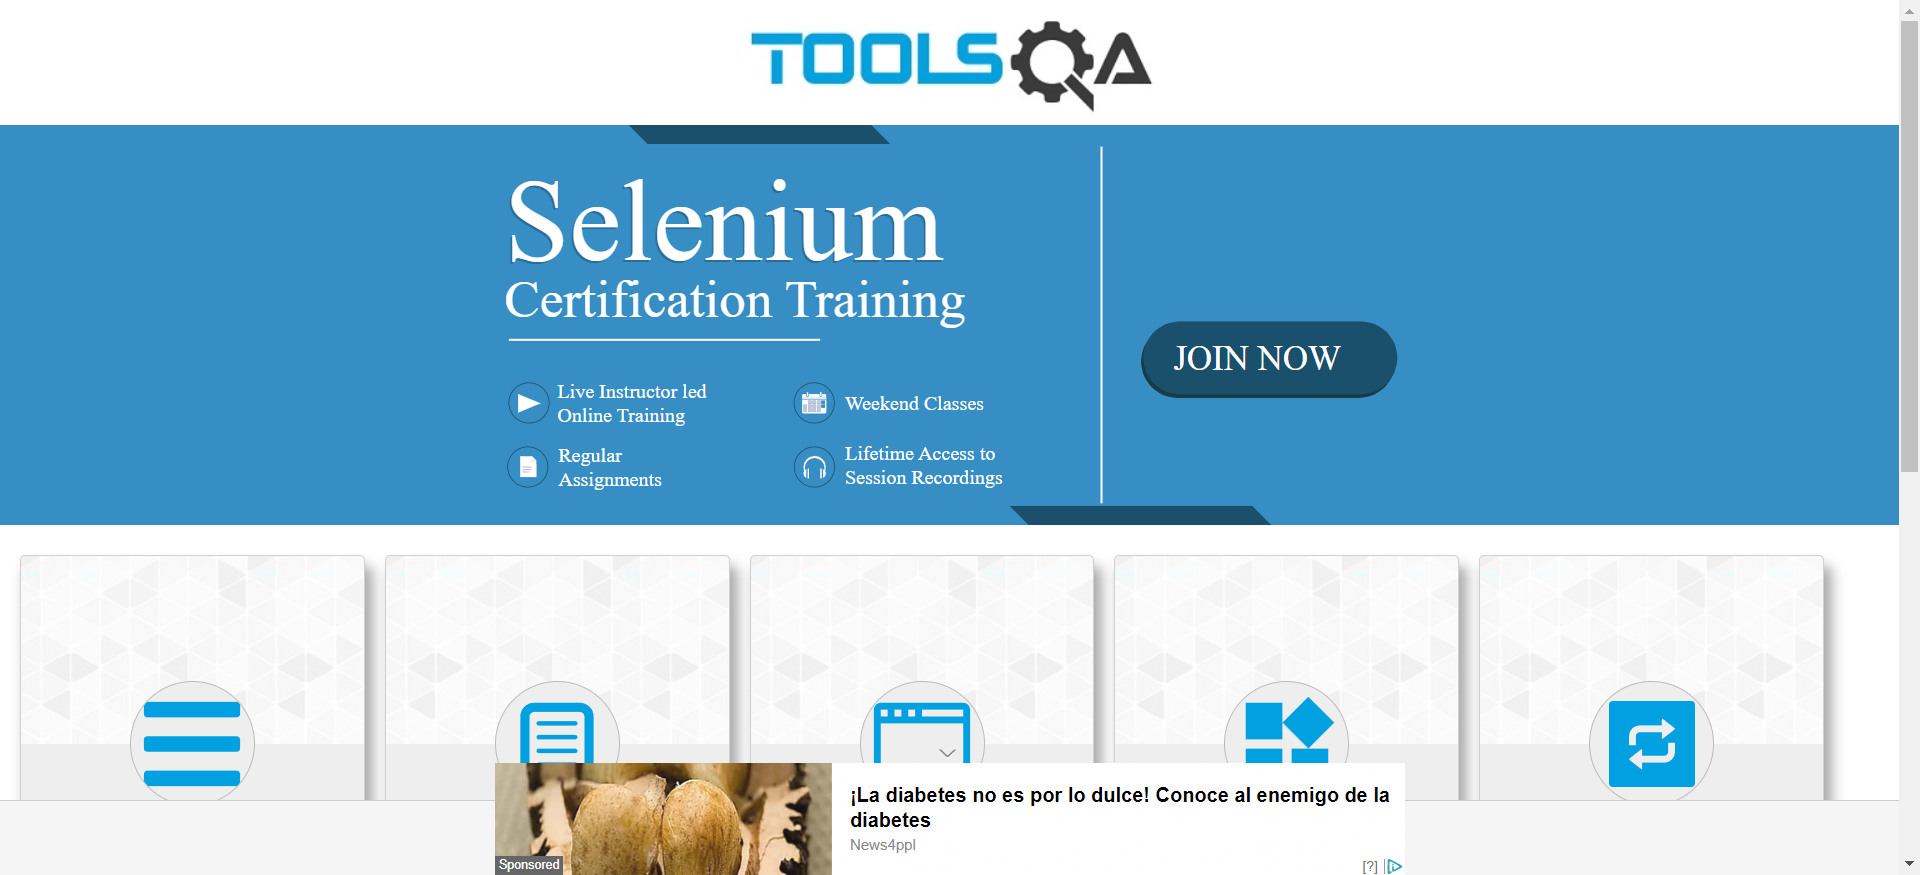 TOOLSQA
Selenium
Certification Training
JOIN NOW
Live Instructor led
Online Training
Weekend Classes
Regular
Assignments
Lifetime Access to
Session Recordings
¡La diabetes no es por lo dulce! Conoce al enemigo de la
diabetes
News4ppl
Sponsored
[?]